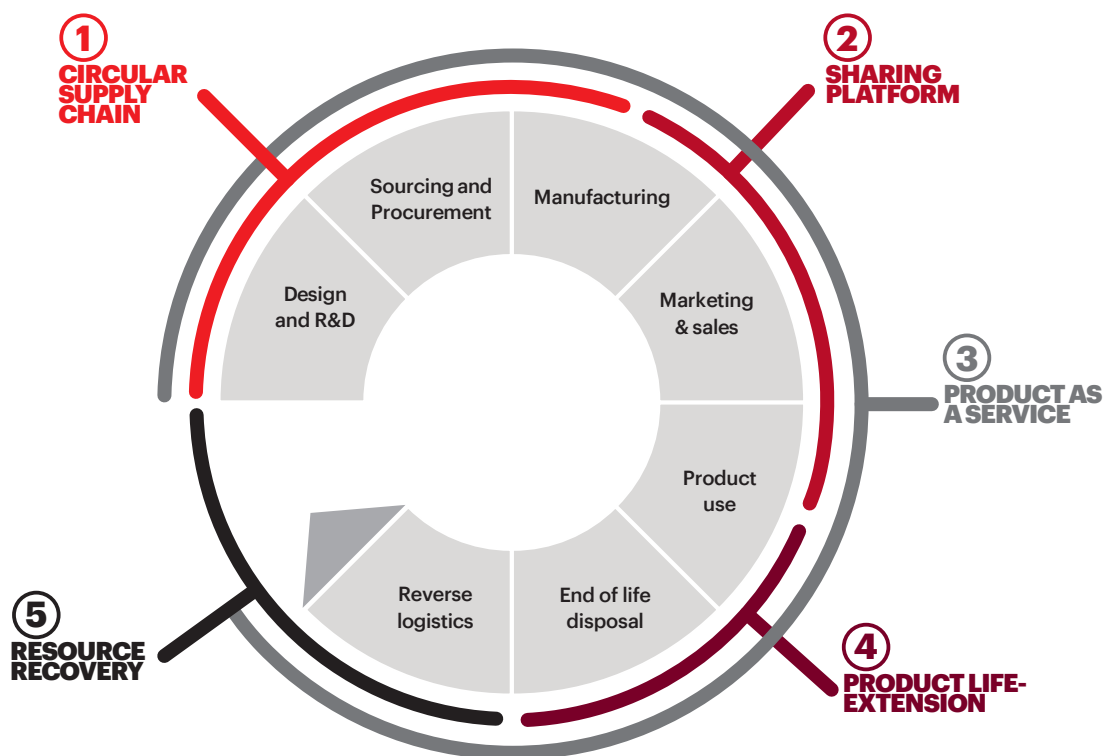 1
CIRCULAR
SUPPLY
CHAIN
2
SHARING
PLATFORM
Sourcing and
Procurement
Manufacturing
Design
and R&D
Marketing
& sales
3
PRODUCT AS
A SERVICE
Product
use
Reverse
logistics
End of life
disposal
5
RESOURCE
RECOVERY
4
PRODUCT LIFE-
EXTENSION